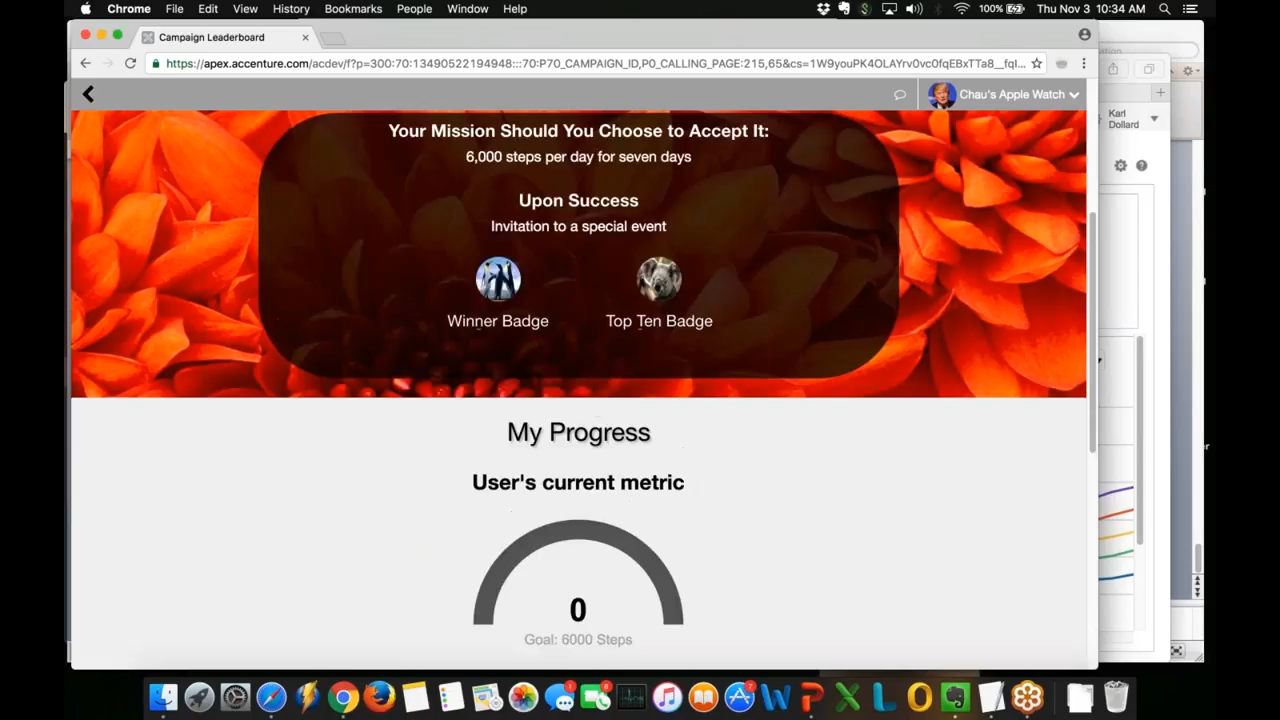 Chrome File Edit View History Bookmarks People Window Help 100% Thu Nov 3 10:34 AM
Campaign Leaderboard
https://apex.accenture.com/acdev/f?p=300:70:13490522194948:::70:P70_CAMPAIGN_ID,P0_CALLING_PAGE:215,65&cs=1W9youPK4OLAYrv0vc0fqEBxTTa8__fqI...
Chau's Apple Watch
Karl
Dollard
Your Mission Should You Choose to Accept It:
6,000 steps per day for seven days
Upon Success
Invitation to a special event
Winner Badge Top Ten Badge
My Progress
User's current metric
0
Goal: 6000 Steps